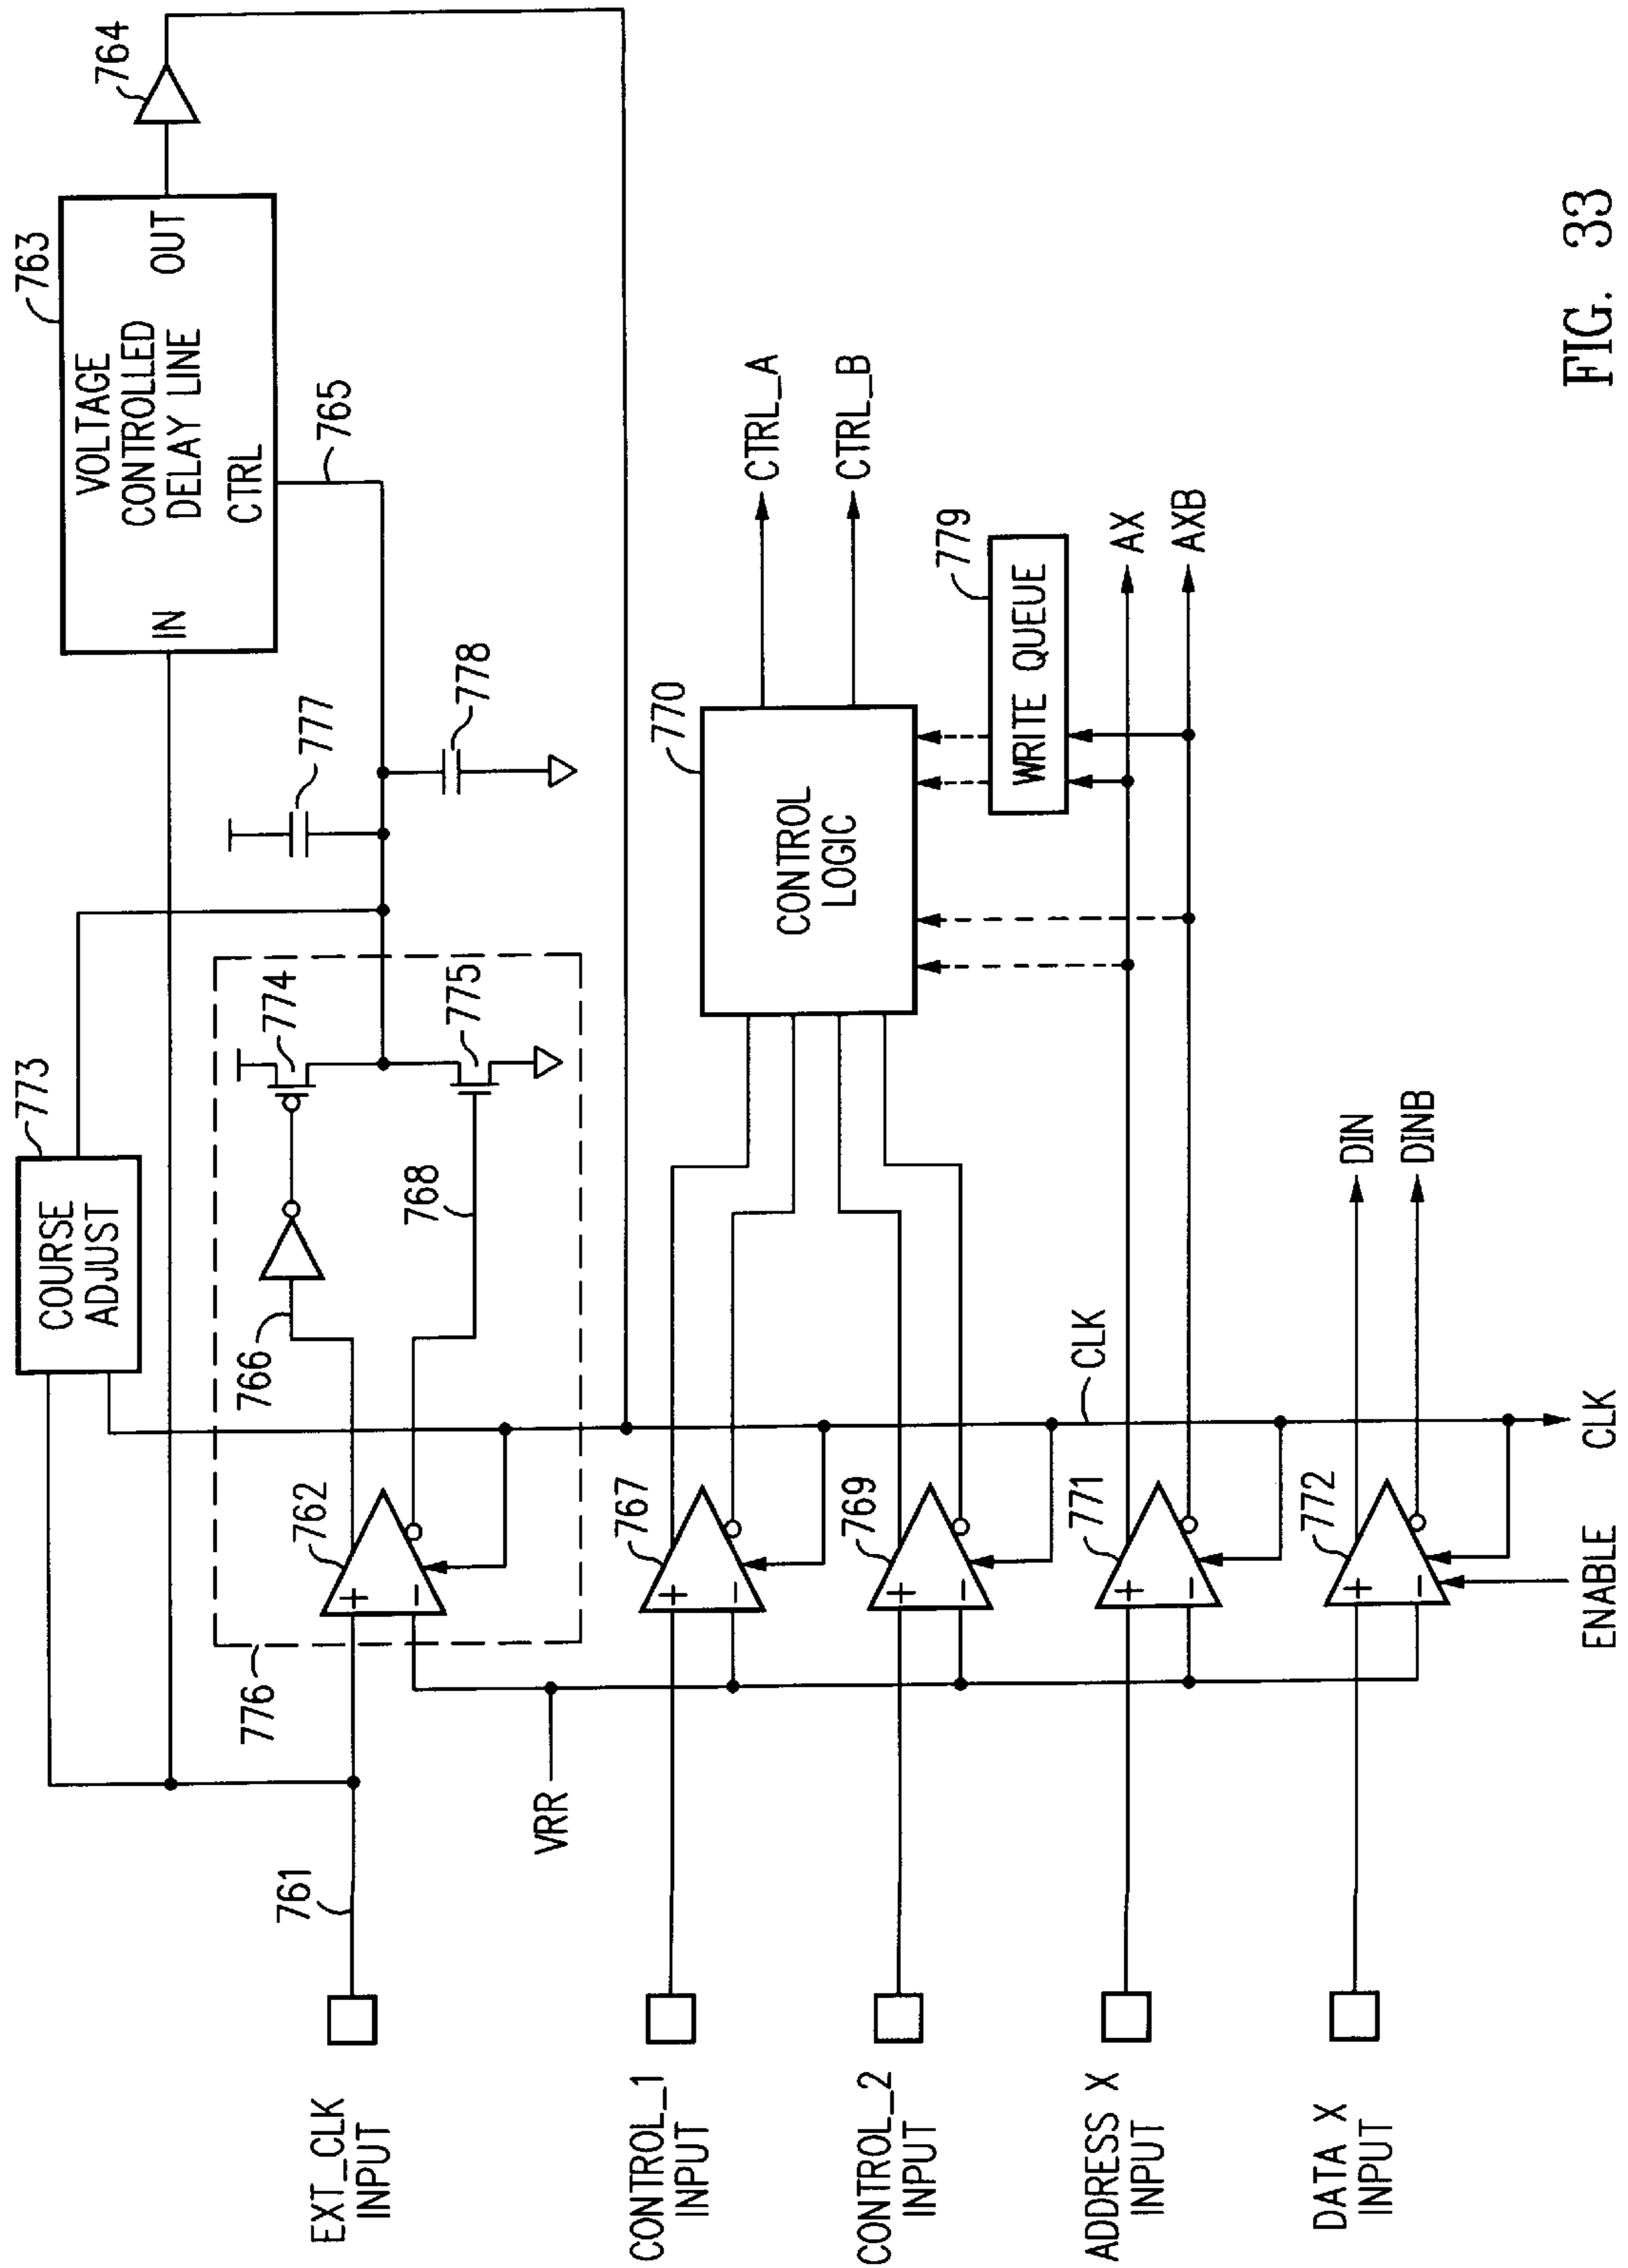 773
COURSE
ADJUST
763
VOLTAGE
CONTROLLED
DELAY LINE
IN
OUT
CTRL
764
765
776
766
774
777
778
761
EXT_CLK
INPUT
762
+
−
768
775
VRR
CONTROL_1
INPUT
767
+
−
770
CONTROL
LOGIC
CTRL_A
CTRL_B
CONTROL_2
INPUT
769
+
−
779
WRITE QUEUE
CLK
ADDRESS X
INPUT
771
+
−
AX
AXB
DATA X
INPUT
772
+
−
DIN
DINB
ENABLE
CLK
FIG. 33